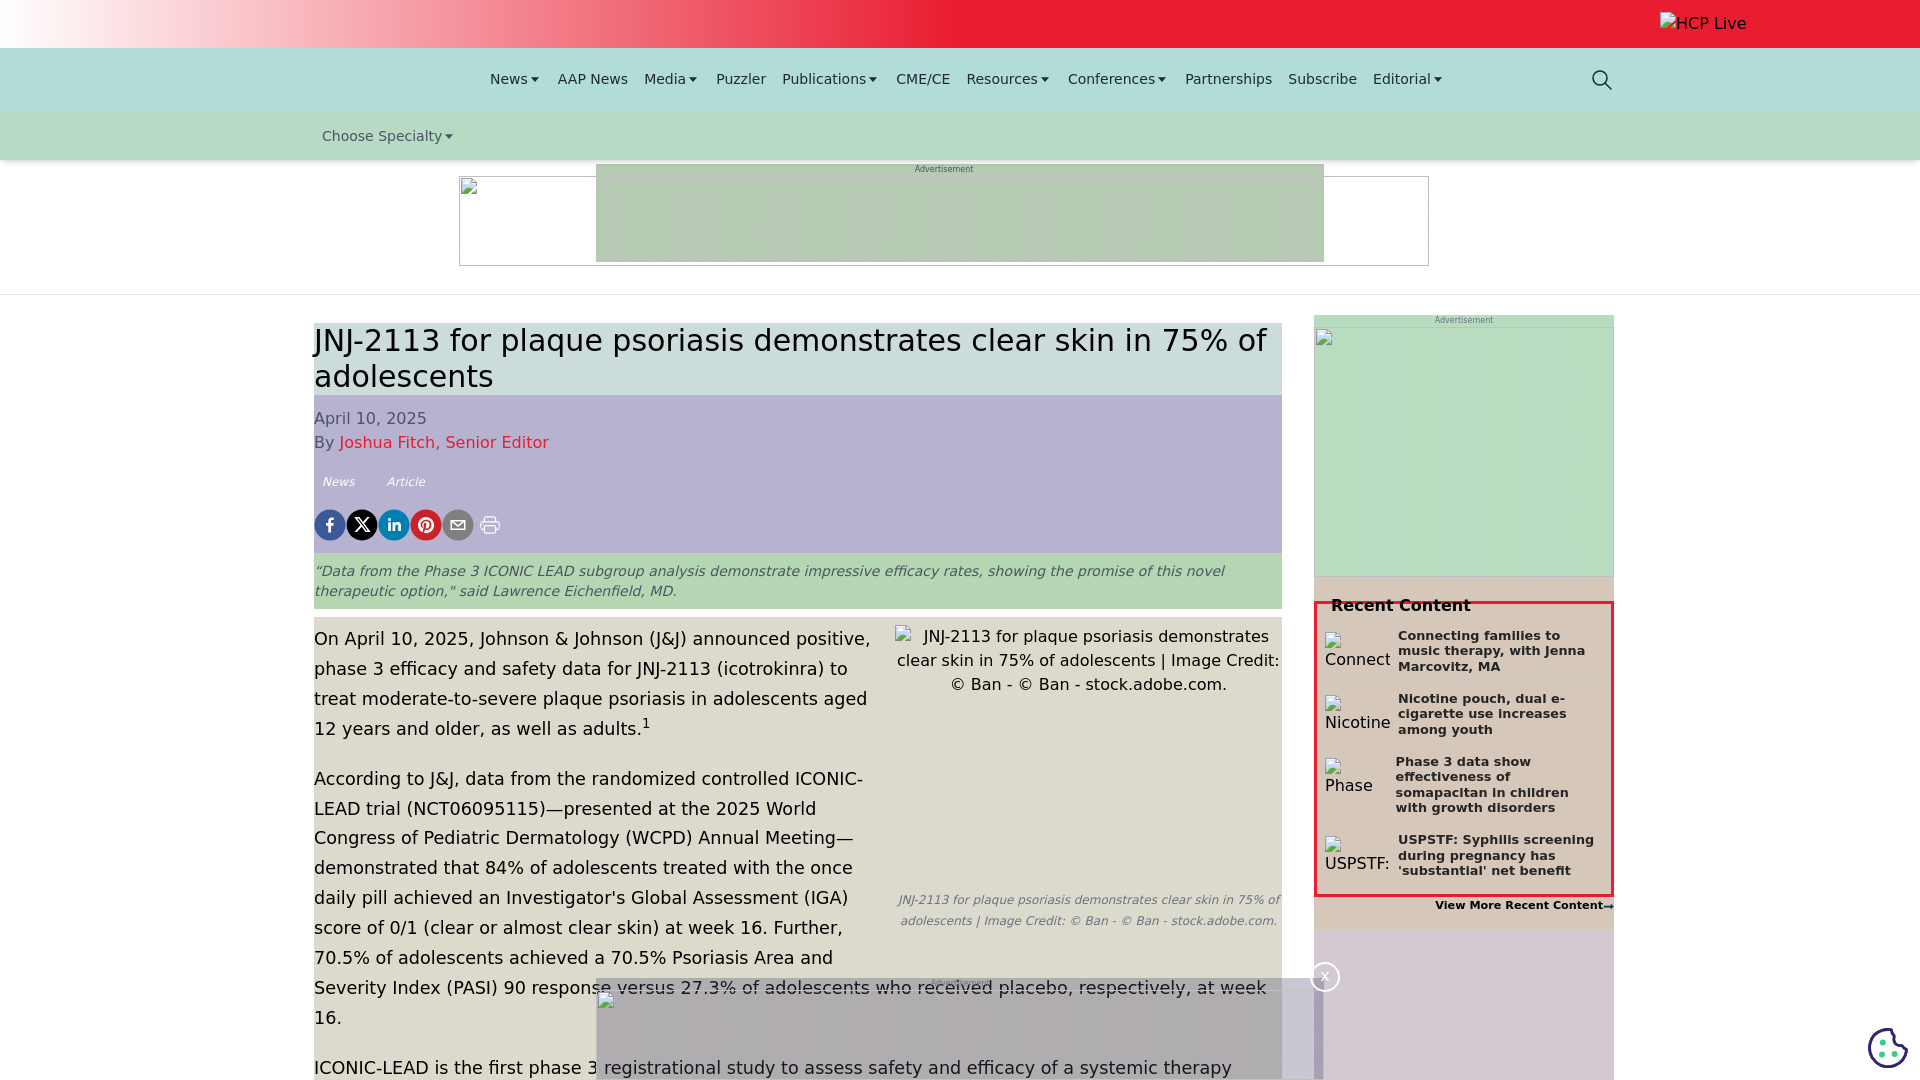 HCP Live
News
AAP News
Media
Puzzler
Publications
CME/CE
Resources
Conferences
Partnerships
Subscribe
Editorial
Choose Specialty
Advertisement
JNJ-2113 for plaque psoriasis demonstrates clear skin in 75% of
adolescents
April 10, 2025
By Joshua Fitch, Senior Editor
News
Article
“Data from the Phase 3 ICONIC LEAD subgroup analysis demonstrate impressive efficacy rates, showing the promise of this novel
therapeutic option," said Lawrence Eichenfield, MD.
JNJ-2113 for plaque psoriasis demonstrates
clear skin in 75% of adolescents | Image Credit:
© Ban - © Ban - stock.adobe.com.
JNJ-2113 for plaque psoriasis demonstrates clear skin in 75% of
adolescents | Image Credit: © Ban - © Ban - stock.adobe.com.
On April 10, 2025, Johnson & Johnson (J&J) announced positive,
phase 3 efficacy and safety data for JNJ-2113 (icotrokinra) to
treat moderate-to-severe plaque psoriasis in adolescents aged
12 years and older, as well as adults.1
According to J&J, data from the randomized controlled ICONIC-
LEAD trial (NCT06095115)—presented at the 2025 World
Congress of Pediatric Dermatology (WCPD) Annual Meeting—
demonstrated that 84% of adolescents treated with the once
daily pill achieved an Investigator's Global Assessment (IGA)
score of 0/1 (clear or almost clear skin) at week 16. Further,
70.5% of adolescents achieved a 70.5% Psoriasis Area and
Severity Index (PASI) 90 response versus 27.3% of adolescents who received placebo, respectively, at week
16.
ICONIC-LEAD is the first phase 3 registrational study to assess safety and efficacy of a systemic therapy
Advertisement
X
Advertisement
Recent Content
Connect
Connecting families to
music therapy, with Jenna
Marcovitz, MA
Nicotine
Nicotine pouch, dual e-
cigarette use increases
among youth
Phase
Phase 3 data show
effectiveness of
somapacitan in children
with growth disorders
USPSTF:
USPSTF: Syphilis screening
during pregnancy has
'substantial' net benefit
View More Recent Content→